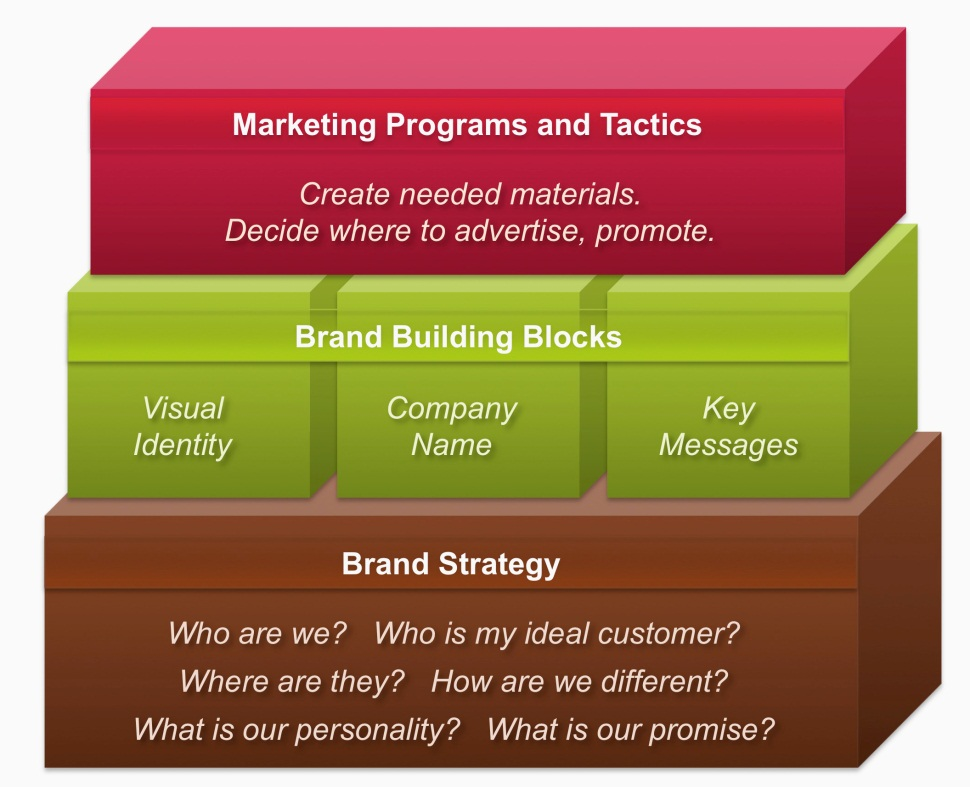 Marketing Programs and Tactics
Create needed materials.
Decide where to advertise, promote.
Brand Building Blocks
Visual
Identity
Company
Name
Key
Messages
Brand Strategy
Who are we? Who is my ideal customer?
Where are they? How are we different?
What is our personality? What is our promise?